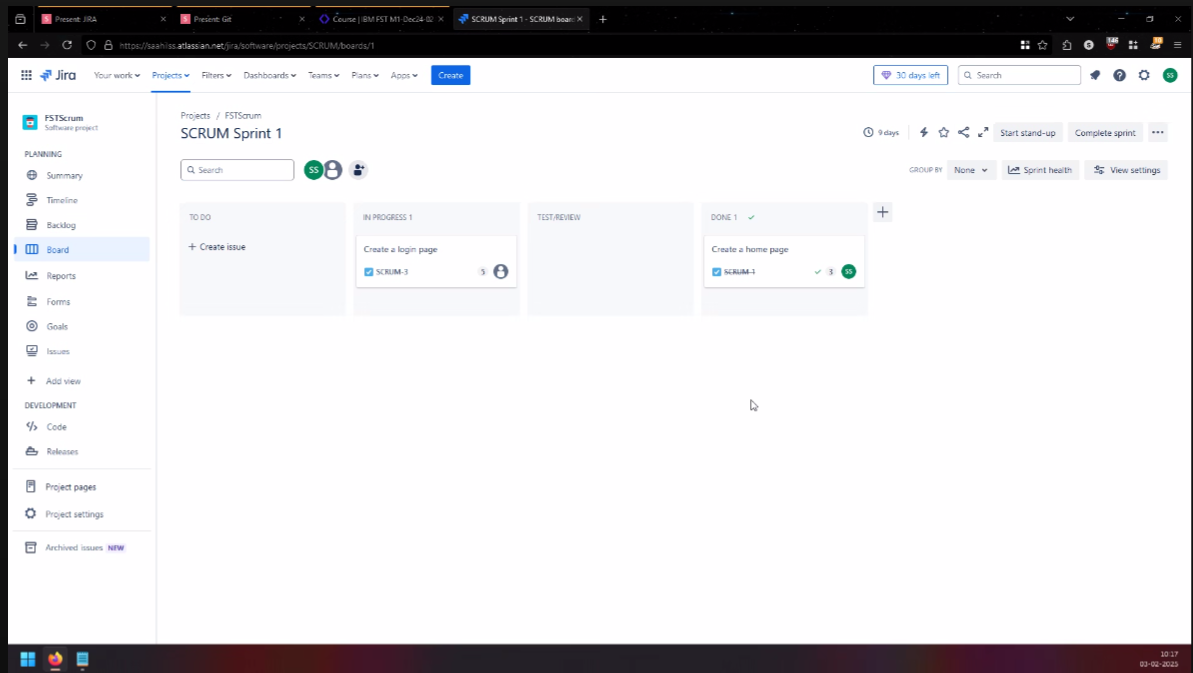 Present: JIRA
Present: Git
Course | IBM FST M1-Dec24-02
SCRUM Sprint 1 - SCRUM board
https://saahiss.atlassian.net/jira/software/projects/SCRUM/boards/1
146
10
Jira
Your work
Projects
Filters
Dashboards
Teams
Plans
Apps
Create
30 days left
Search
SS
FSTScrum
Software project
PLANNING
Summary
Timeline
Backlog
Board
Reports
Forms
Goals
Issues
Add view
DEVELOPMENT
Code
Releases
Project pages
Project settings
Archived issues NEW
Projects / FSTScrum
SCRUM Sprint 1
9 days
Start stand-up
Complete sprint
Search
SS
GROUP BY
None
Sprint health
View settings
TO DO
+ Create issue
IN PROGRESS 1
Create a login page
SCRUM-3
5
TEST/REVIEW
DONE 1
Create a home page
SCRUM-1
3
SS
10:17
03-02-2025